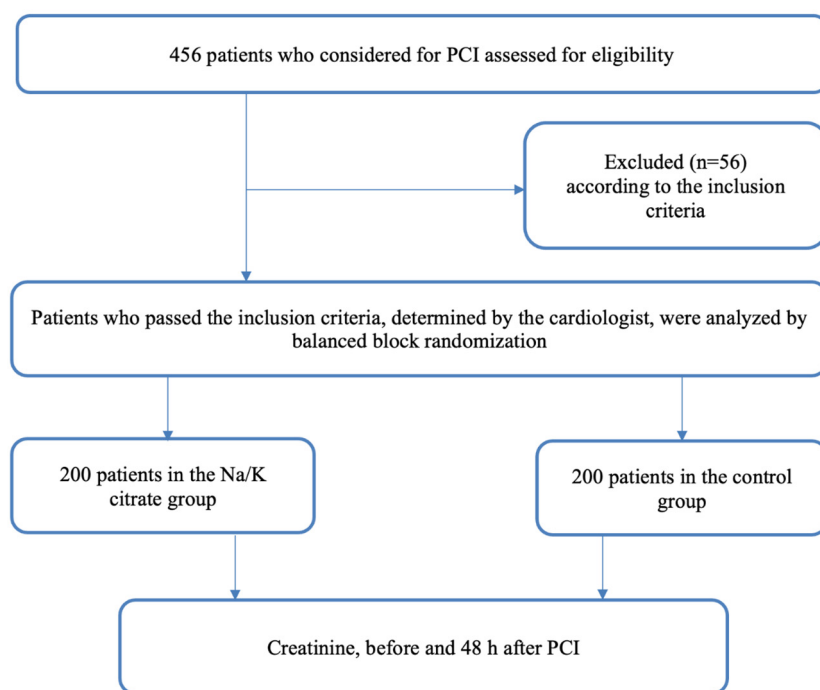 456 patients who considered for PCI assessed for eligibility
Excluded (n=56)
according to the inclusion
criteria
Patients who passed the inclusion criteria, determined by the cardiologist, were analyzed by
balanced block randomization
200 patients in the Na/K
citrate group
200 patients in the control
group
Creatinine, before and 48 h after PCI